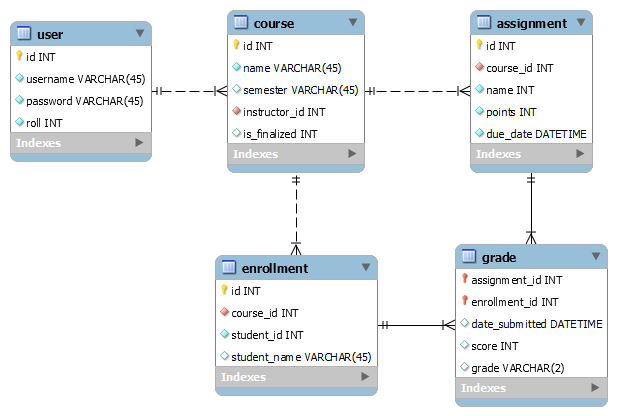 user
id INT
username VARCHAR(45)
password VARCHAR(45)
roll INT
Indexes
course
id INT
name VARCHAR(45)
semester VARCHAR(45)
instructor_id INT
is_finalized INT
Indexes
assignment
id INT
course_id INT
name INT
points INT
due_date DATETIME
Indexes
enrollment
id INT
course_id INT
student_id INT
student_name VARCHAR(45)
Indexes
grade
assignment_id INT
enrollment_id INT
date_submitted DATETIME
score INT
grade VARCHAR(2)
Indexes